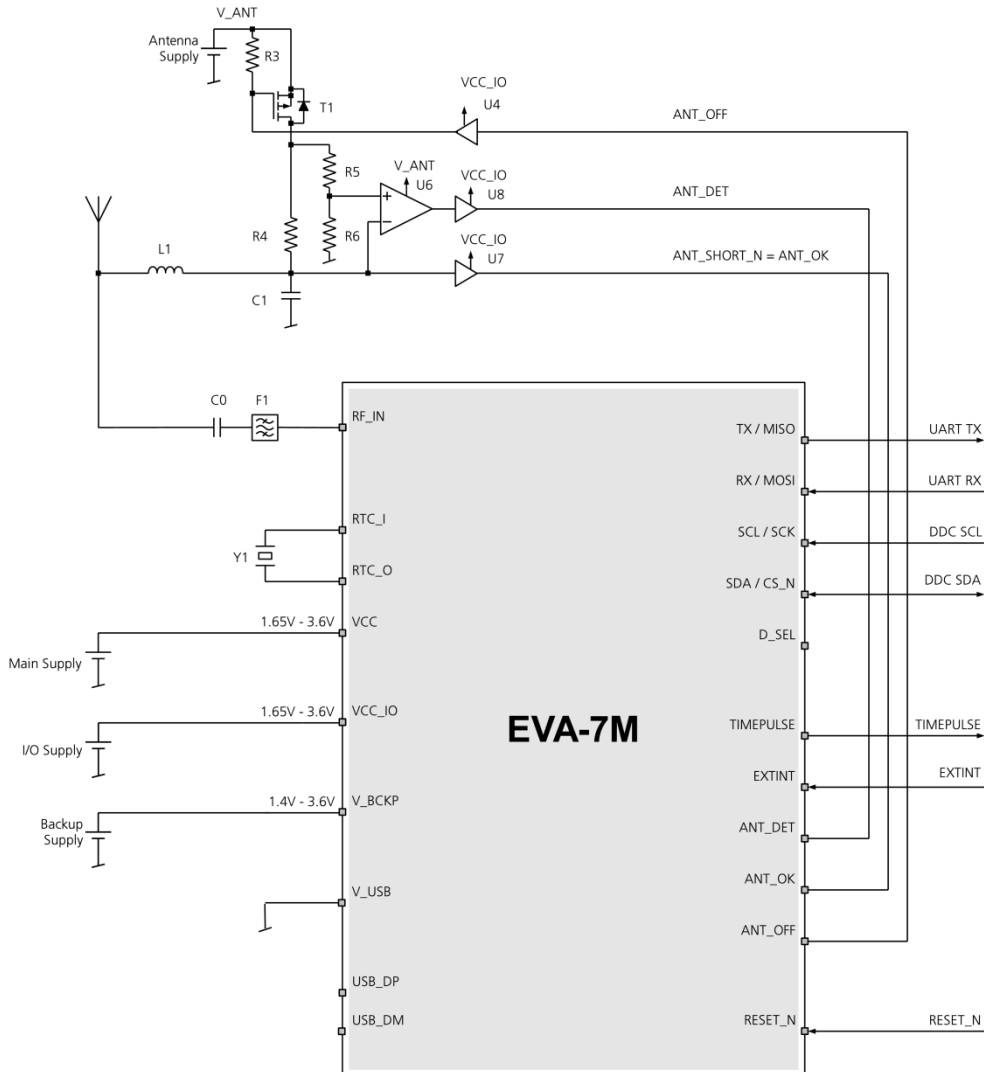 V_ANT
Antenna
Supply
R3
T1
VCC_IO
U4
ANT_OFF
R5
V_ANT
U6
VCC_IO
U8
ANT_DET
R4
R6
VCC_IO
U7
ANT_SHORT_N = ANT_OK
L1
C1
C0
F1
RF_IN
TX / MISO
UART TX
RX / MOSI
UART RX
RTC_I
SCL / SCK
DDC SCL
Y1
RTC_O
SDA / CS_N
DDC SDA
1.65V - 3.6V
VCC
D_SEL
Main Supply
1.65V - 3.6V
VCC_IO
EVA-7M
TIMEPULSE
TIMEPULSE
I/O Supply
EXTINT
EXTINT
1.4V - 3.6V
V_BCKP
Backup
Supply
ANT_DET
V_USB
ANT_OK
ANT_OFF
USB_DP
USB_DM
RESET_N
RESET_N